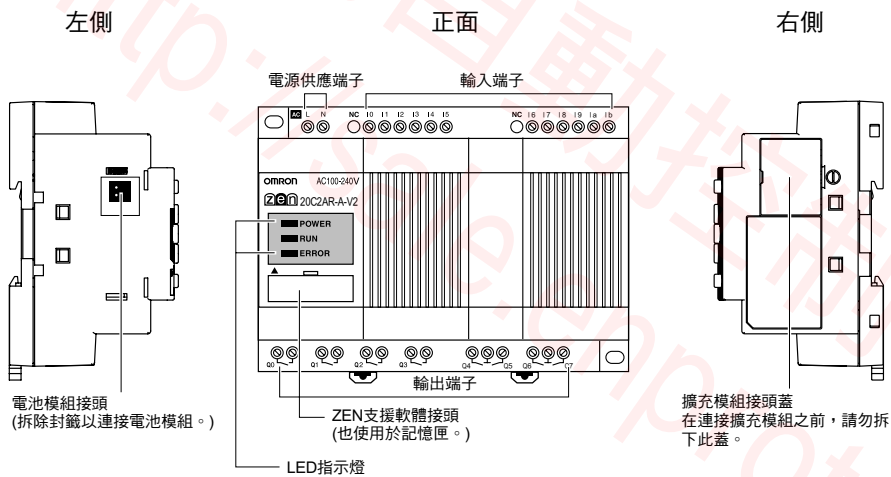 左側
正面
右側
電源供應端子
輸入端子
AC L N NC I0 I1 I2 I3 I4 I5 NC I6 I7 I8 I9 Ia Ib
OMRON AC100-240V
ZEN 20C2AR-A-V2
POWER
RUN
ERROR
Q0 Q1 Q2 Q3 Q4 Q5 Q6 Q7
輸出端子
電池模組接頭
(拆除封籤以連接電池模組。)
ZEN支援軟體接頭
(也使用於記憶匣。)
LED指示燈
擴充模組接頭蓋
在連接擴充模組之前，請勿拆
下此蓋。